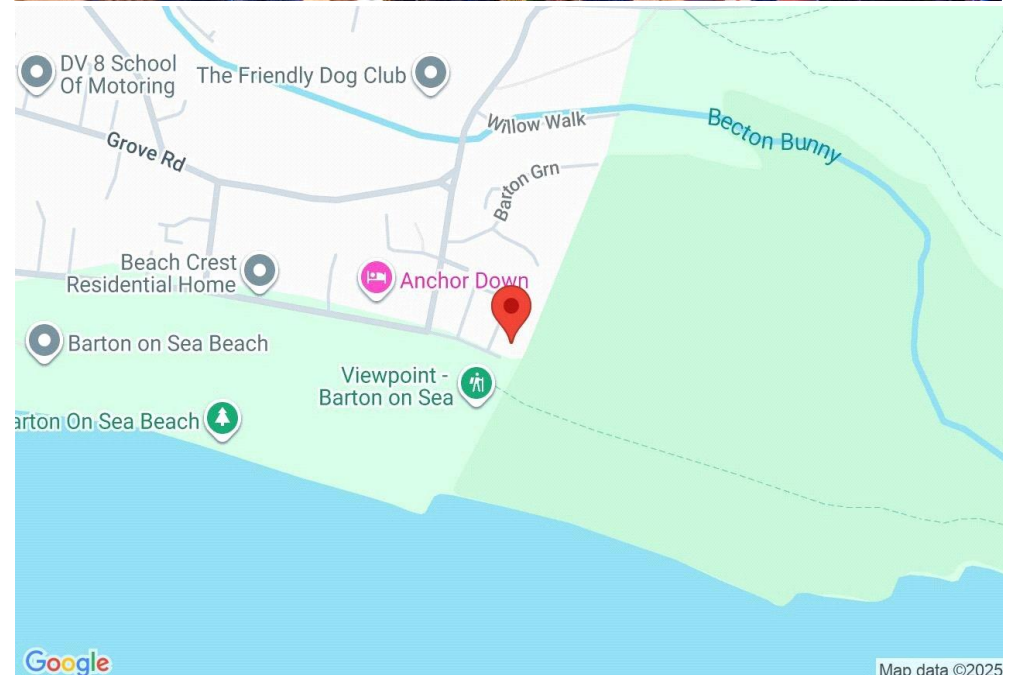 DV 8 School
Of Motoring
The Friendly Dog Club
Willow Walk
Becton Bunny
Grove Rd
Barton Grn
Beach Crest
Residential Home
Anchor Down
Barton on Sea Beach
Viewpoint -
Barton on Sea
arton On Sea Beach
Google
Map data ©2025